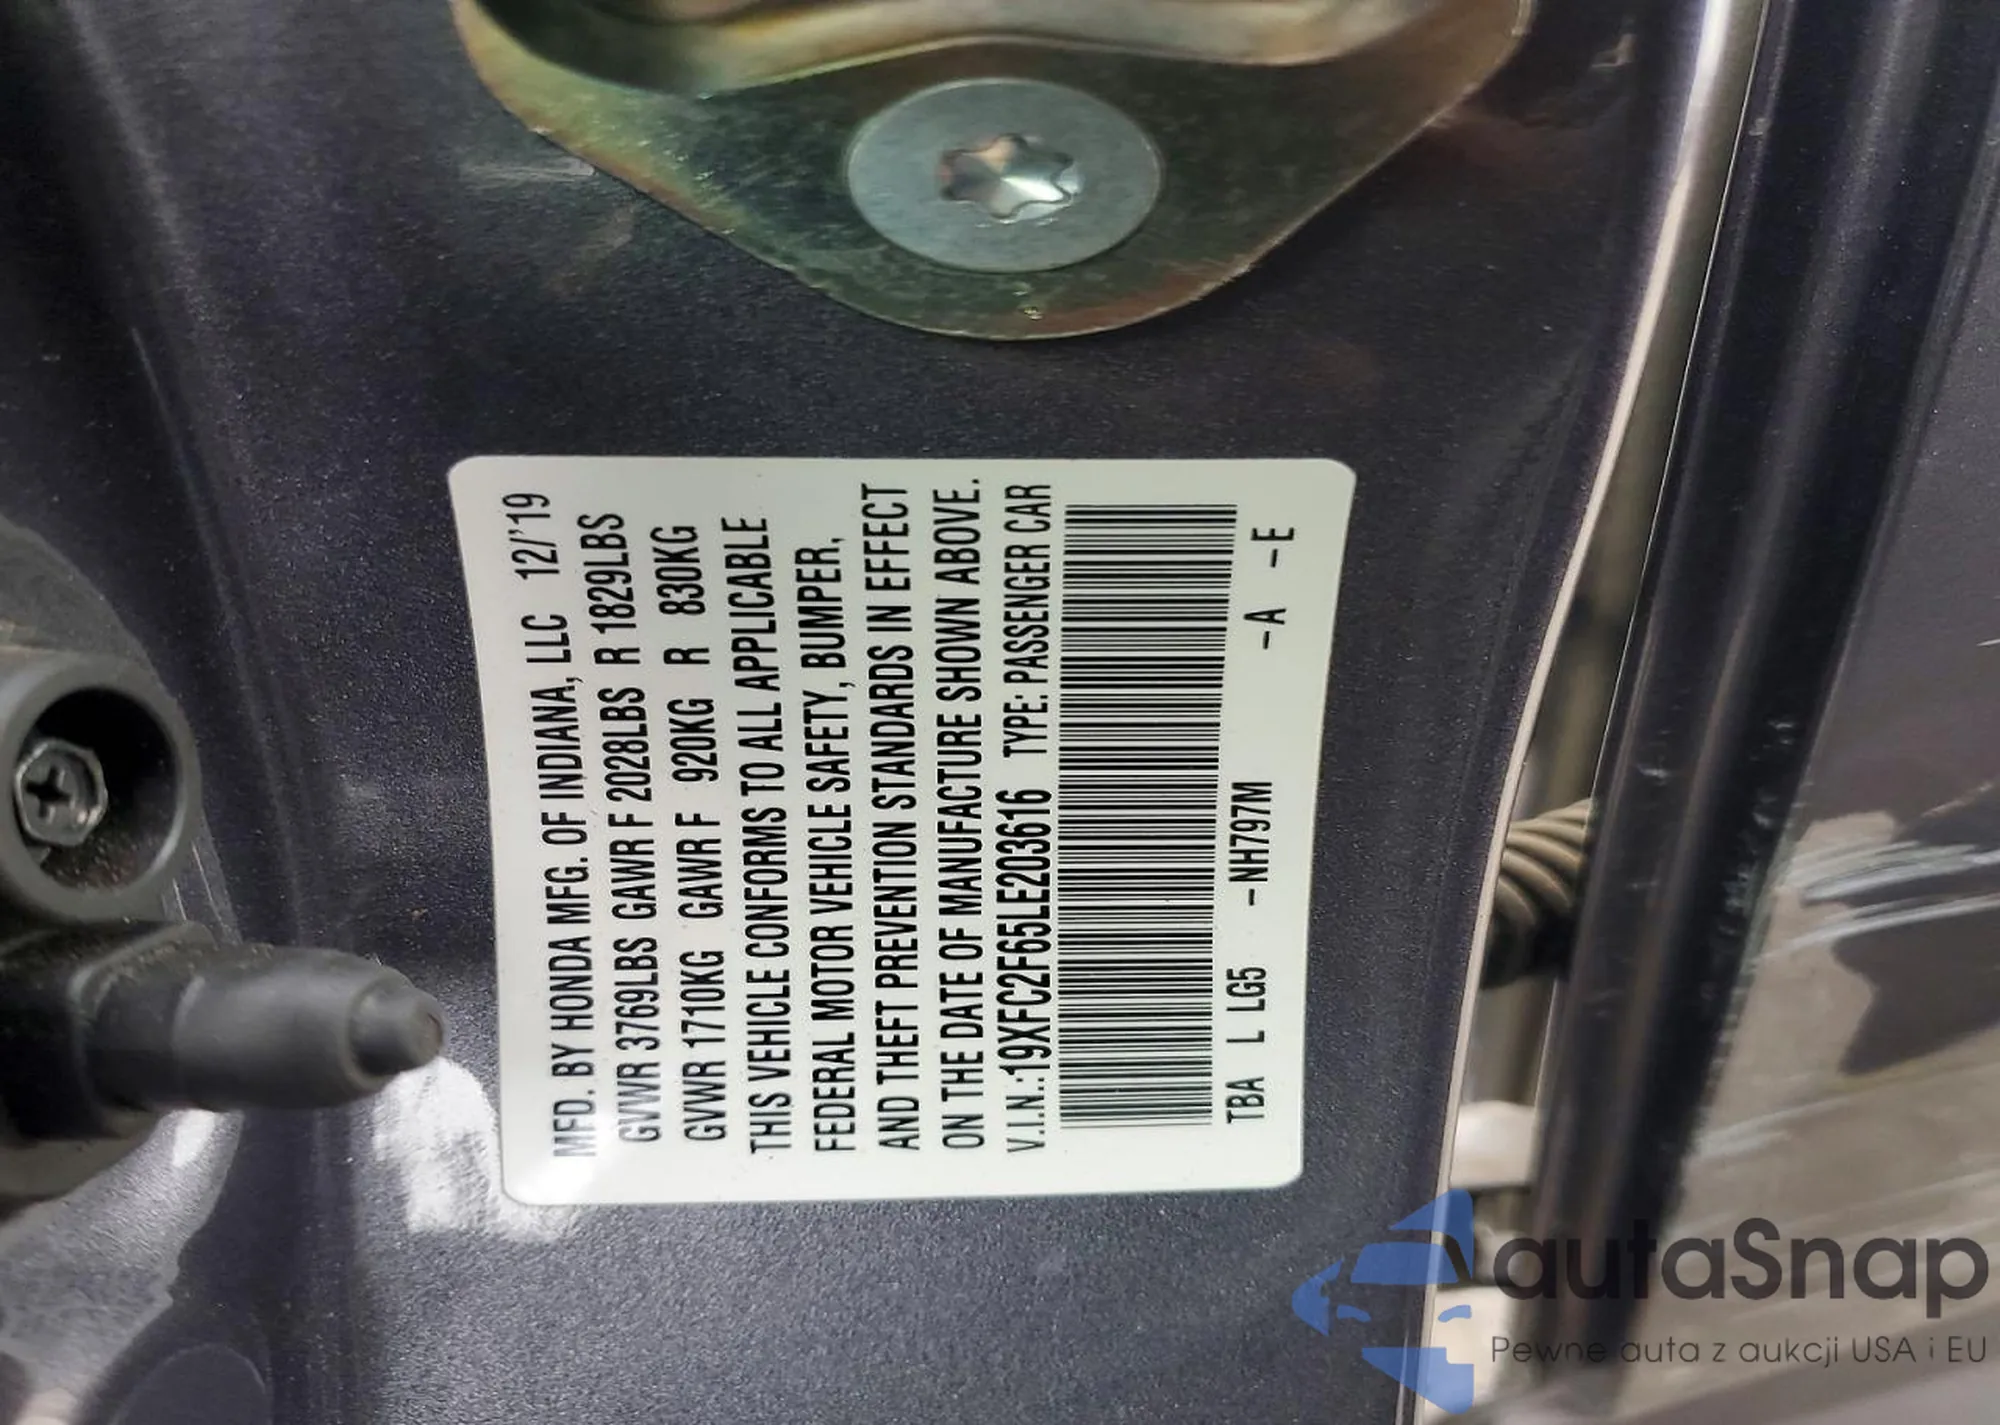 MFD. BY HONDA MFG. OF INDIANA, LLC 12/'19
GVWR 3769LBS GAWR F 2028LBS R 1829LBS
GVWR 1710KG GAWR F 920KG R 830KG
THIS VEHICLE CONFORMS TO ALL APPLICABLE
FEDERAL MOTOR VEHICLE SAFETY, BUMPER,
AND THEFT PREVENTION STANDARDS IN EFFECT
ON THE DATE OF MANUFACTURE SHOWN ABOVE.
V.I.N.:19XFC2F65LE203616 TYPE: PASSENGER CAR
TBA L LG5 -NH797M -A -E
autaSnap
Pewne auta z aukcji USA i EU